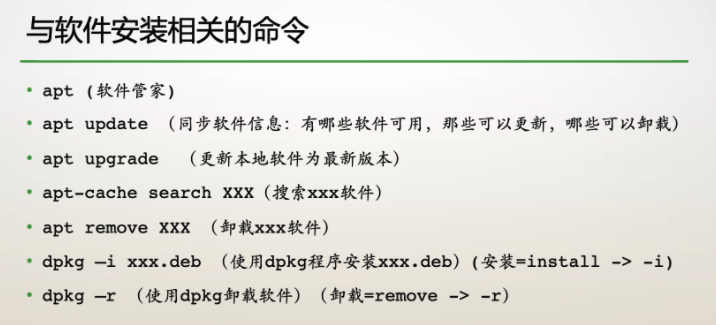 与软件安装相关的命令
• apt (软件管家)
• apt update （同步软件信息：有哪些软件可用，那些可以更新，哪些可以卸载）
• apt upgrade （更新本地软件为最新版本）
• apt-cache search XXX（搜索xxx软件）
• apt remove XXX （卸载xxx软件）
• dpkg –i xxx.deb （使用dpkg程序安装xxx.deb）(安装=install -> -i)
• dpkg –r （使用dpkg卸载软件）（卸载=remove -> -r）